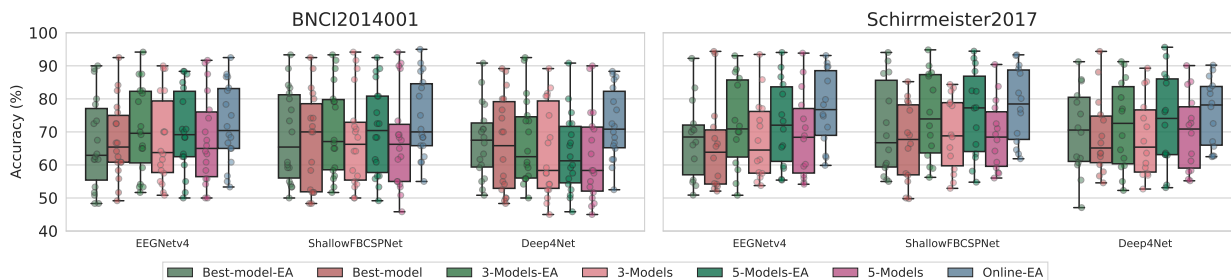 BNCI2014001
Schirrmeister2017
Accuracy (%)
100
90
80
70
60
50
40
EEGNetv4 ShallowFBCSPNet Deep4Net
EEGNetv4 ShallowFBCSPNet Deep4Net
Best-model-EA Best-model 3-Models-EA 3-Models 5-Models-EA 5-Models Online-EA